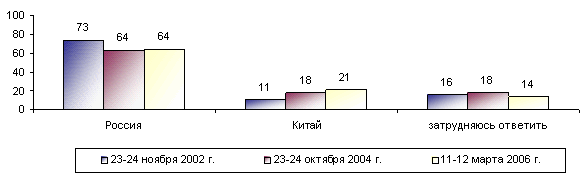 100
80
60
40
20
0
73 64 64
11 18 21
16 18 14
Россия Китай затрудняюсь ответить
23-24 ноября 2002 г. 23-24 октября 2004 г. 11-12 марта 2006 г.